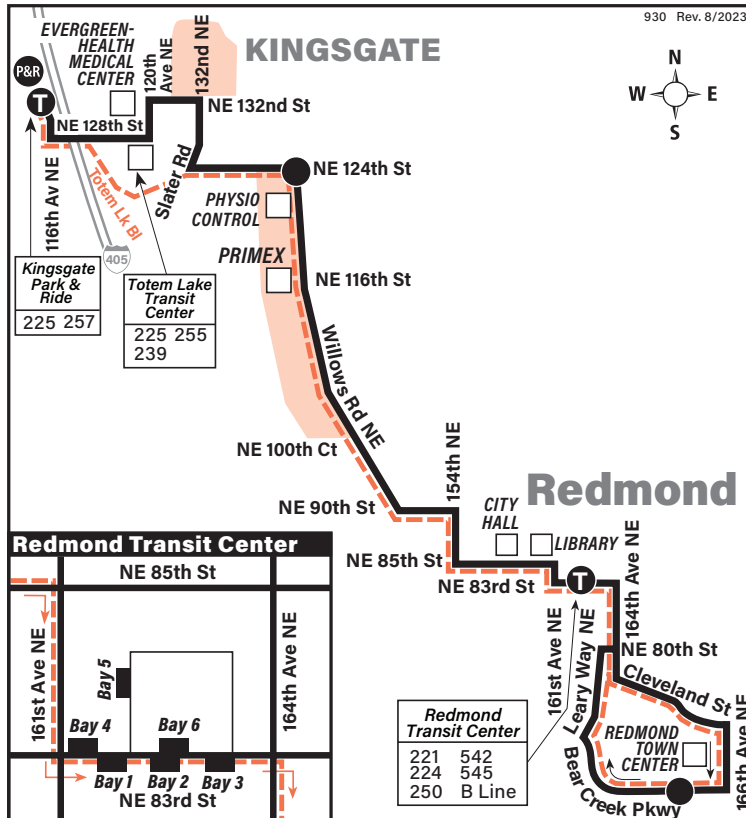 930 Rev. 8/2023
EVERGREEN-
HEALTH
MEDICAL
CENTER
120th
Ave NE
132nd NE
KINGSGATE
N
W E
S
P&R
T
NE 128th St
NE 132nd St
116th Av NE
Totem Lk Bl
Slater Rd
NE 124th St
405
PHYSIO
CONTROL
PRIMEX
NE 116th St
Kingsgate
Park &
Ride
225 257
Totem Lake
Transit
Center
225 255
239
Willows Rd NE
NE 100th Ct
154th NE
Redmond
NE 90th St
CITY
HALL
LIBRARY
NE 85th St
NE 83rd St
T
164th Ave NE
161st Ave NE
Leary Way NE
NE 80th St
Cleveland St
REDMOND
TOWN
CENTER
166th Ave NE
Bear Creek Pkwy
Redmond
Transit Center
221 542
224 545
250 B Line
Redmond Transit Center
NE 85th St
161st Ave NE
164th Ave NE
Bay 5
Bay 4
Bay 6
Bay 1
Bay 2
Bay 3
NE 83rd St